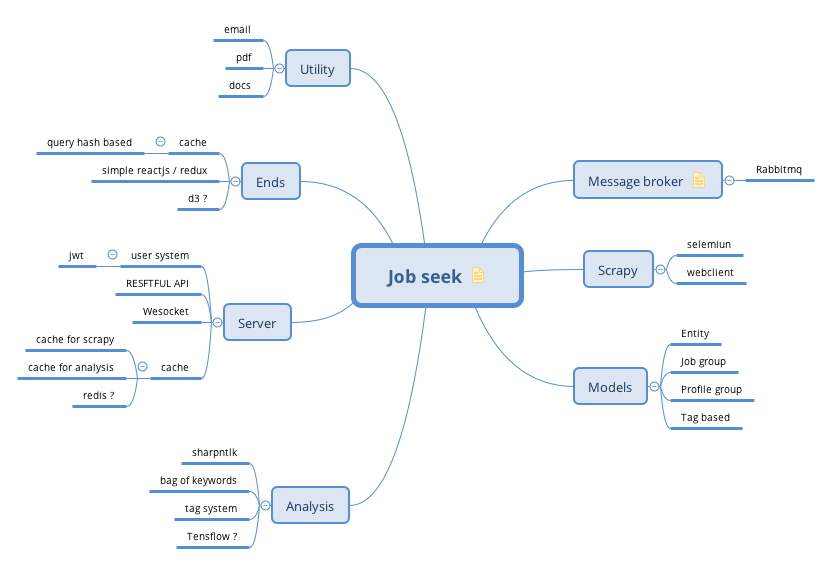 Job seek
Utility
email
pdf
docs
Ends
cache
query hash based
simple reactjs / redux
d3 ?
Server
user system
jwt
RESFTFUL API
Wesocket
cache
cache for scrapy
cache for analysis
redis ?
Analysis
sharpntlk
bag of keywords
tag system
Tensflow ?
Message broker
Rabbitmq
Scrapy
selemiun
webclient
Models
Entity
Job group
Profile group
Tag based